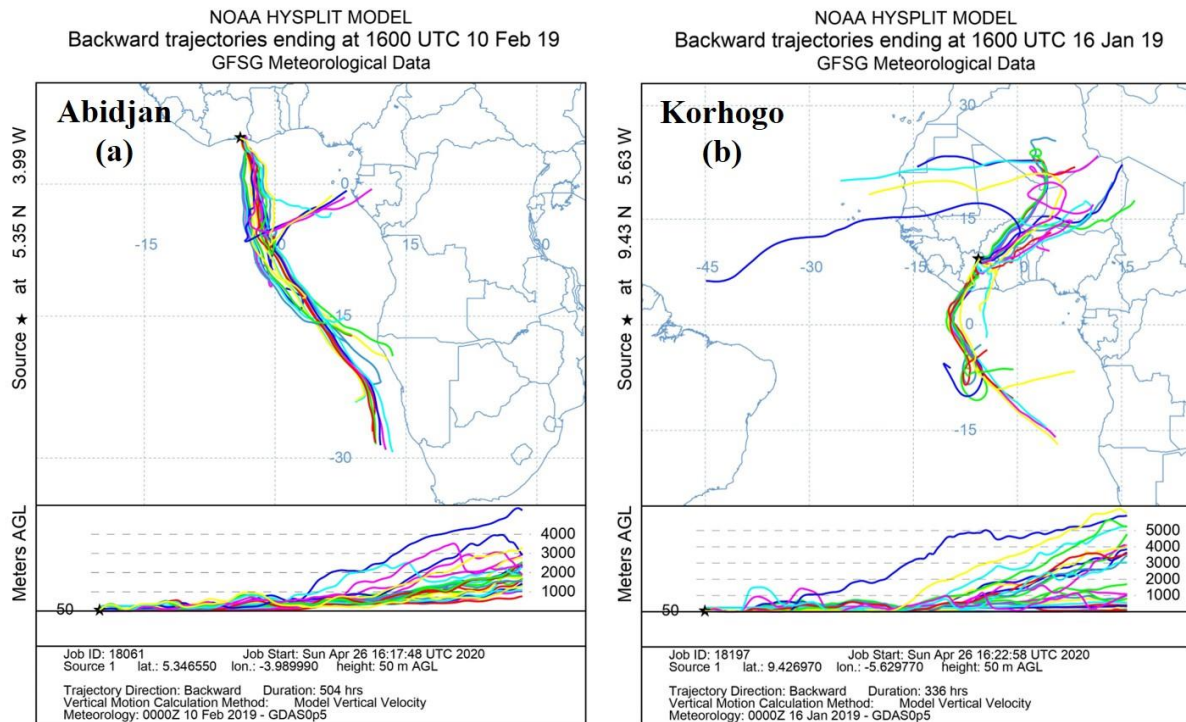 NOAA HYSPLIT MODEL
Backward trajectories ending at 1600 UTC 10 Feb 19
GFSG Meteorological Data
Abidjan
(a)
Source ★ at 5.35 N 3.99 W
0
-15
15
30
-15
-30
Meters AGL
50
4000
3000
2000
1000
Job ID: 18061 Job Start: Sun Apr 26 16:17:48 UTC 2020
Source 1 lat.: 5.346550 lon.: -3.989990 height: 50 m AGL
Trajectory Direction: Backward Duration: 504 hrs
Vertical Motion Calculation Method: Model Vertical Velocity
Meteorology: 0000Z 10 Feb 2019 - GDAS0p5
NOAA HYSPLIT MODEL
Backward trajectories ending at 1600 UTC 16 Jan 19
GFSG Meteorological Data
Korhogo
(b)
Source ★ at 9.43 N 5.63 W
30
15
-45
-30
-15
0
15
0
-15
Meters AGL
50
5000
4000
3000
2000
1000
Job ID: 18197 Job Start: Sun Apr 26 16:22:58 UTC 2020
Source 1 lat.: 9.426970 lon.: -5.629770 height: 50 m AGL
Trajectory Direction: Backward Duration: 336 hrs
Vertical Motion Calculation Method: Model Vertical Velocity
Meteorology: 0000Z 16 Jan 2019 - GDAS0p5